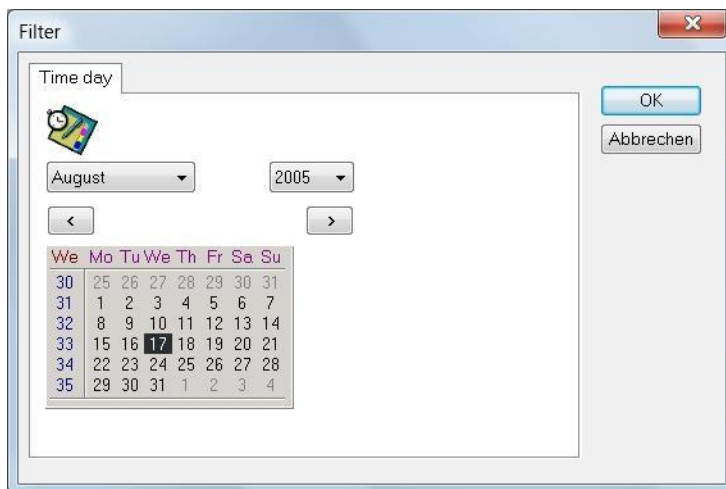 Filter
Time day
OK
Abbrechen
August 2005
< >
We Mo Tu We Th Fr Sa Su
30 25 26 27 28 29 30 31
31 1 2 3 4 5 6 7
32 8 9 10 11 12 13 14
33 15 16 17 18 19 20 21
34 22 23 24 25 26 27 28
35 29 30 31 1 2 3 4